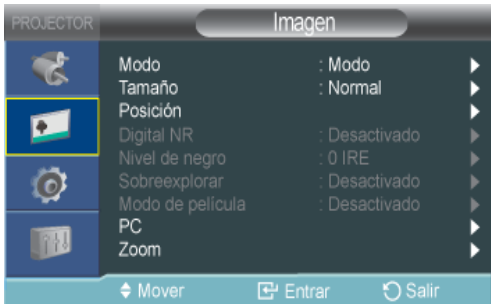 PROJECTOR Imagen
Modo : Modo
Tamaño : Normal
Posición
Digital NR : Desactivado
Nivel de negro : 0 IRE
Sobreexplorar : Desactivado
Modo de película : Desactivado
PC
Zoom
Mover Entrar Salir